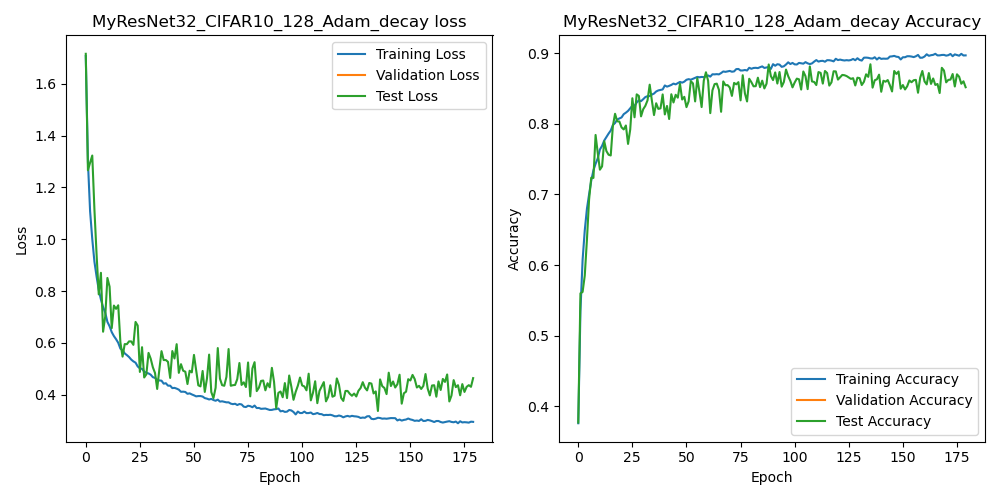 MyResNet32_CIFAR10_128_Adam_decay loss
Training Loss
Validation Loss
Test Loss
1.6
1.4
1.2
1.0
0.8
0.6
0.4
Loss
0 25 50 75 100 125 150 175
Epoch
MyResNet32_CIFAR10_128_Adam_decay Accuracy
0.9
0.8
0.7
0.6
0.5
0.4
Accuracy
Training Accuracy
Validation Accuracy
Test Accuracy
0 25 50 75 100 125 150 175
Epoch